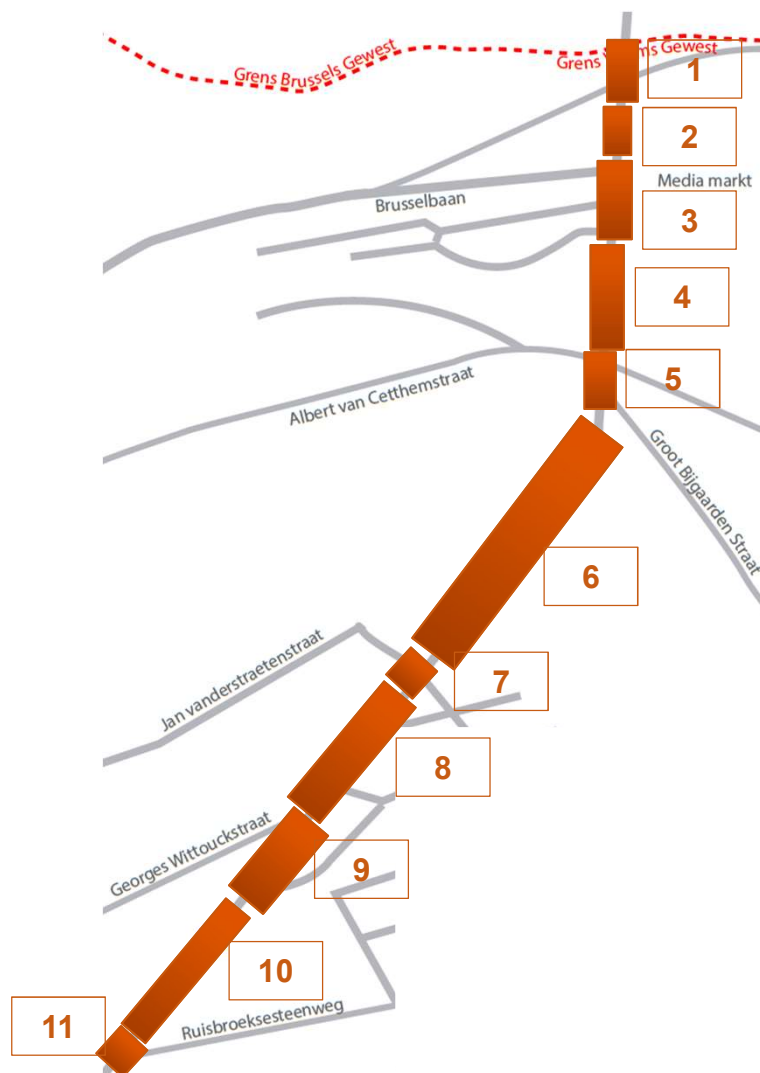 Grens Brussels Gewest
Grens
ms Gewest
1
2
Media markt
Brusselbaan
3
4
5
Albert van Cetthemstraat
Groot Bijgaarden Straat
6
Jan vanderstraetenstraat
7
8
Georges Wittouckstraat
9
10
Ruisbroeksesteenweg
11